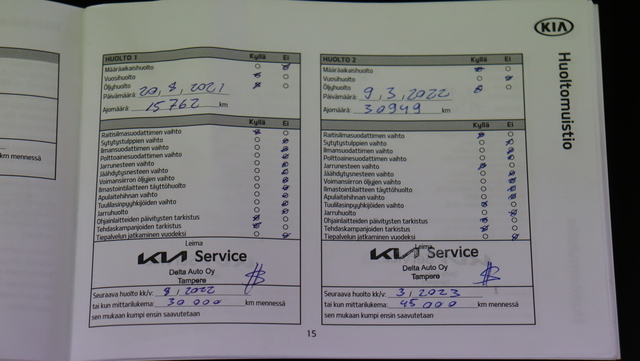 km mennessä
KIA
Huoltomuistio
HUOLTO 1 Kyllä Ei
Määräaikaishuolto
Vuosihuolto
Öljyhuolto
Päivämäärä: 20,8,2021
Ajomäärä: 15762 km
Kyllä Ei
Raitisilmasuodattimen vaihto
Sytytystulppien vaihto
Ilmansuodattimen vaihto
Polttoainesuodattimen vaihto
Jarrunesteen vaihto
Jäähdytysnesteen vaihto
Voimansiirron öljyjen vaihto
Ilmastointilaitteen täyttöhuolto
Apulaitehihnan vaihto
Tuulilasinpyyhkijöiden vaihto
Jarruhuolto
Ohjainlaitteiden päivitysten tarkistus
Tehdaskampanjoiden tarkistus
Tiepalvelun jatkaminen vuodeksi
Leima
KIA Service
Delta Auto Oy
Tampere
Seuraava huolto kk/v: 8,2022
tai kun mittarilukema: 30 000 km mennessä
sen mukaan kumpi ensin saavutetaan
HUOLTO 2 Kyllä Ei
Määräaikaishuolto
Vuosihuolto
Öljyhuolto
Päivämäärä: 9,3,2022
Ajomäärä: 30949 km
Kyllä Ei
Raitisilmasuodattimen vaihto
Sytytystulppien vaihto
Ilmansuodattimen vaihto
Polttoainesuodattimen vaihto
Jarrunesteen vaihto
Jäähdytysnesteen vaihto
Voimansiirron öljyjen vaihto
Ilmastointilaitteen täyttöhuolto
Apulaitehihnan vaihto
Tuulilasinpyyhkijöiden vaihto
Jarruhuolto
Ohjainlaitteiden päivitysten tarkistus
Tehdaskampanjoiden tarkistus
Tiepalvelun jatkaminen vuodeksi
Leima
KIA Service
Delta Auto Oy
Tampere
Seuraava huolto kk/v: 3,2023
tai kun mittarilukema: 45 000 km mennessä
sen mukaan kumpi ensin saavutetaan
15